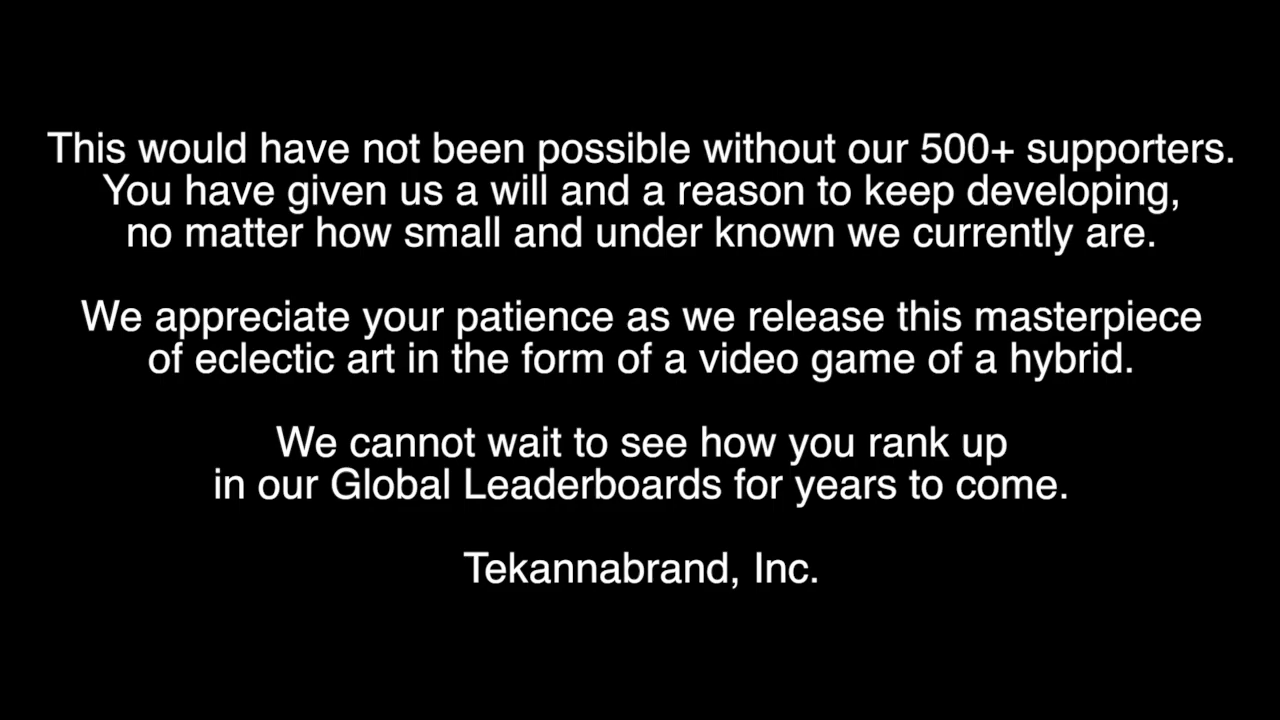 This would have not been possible without our 500+ supporters.
You have given us a will and a reason to keep developing,
no matter how small and under known we currently are.
We appreciate your patience as we release this masterpiece
of eclectic art in the form of a video game of a hybrid.
We cannot wait to see how you rank up
in our Global Leaderboards for years to come.
Tekannabrand, Inc.